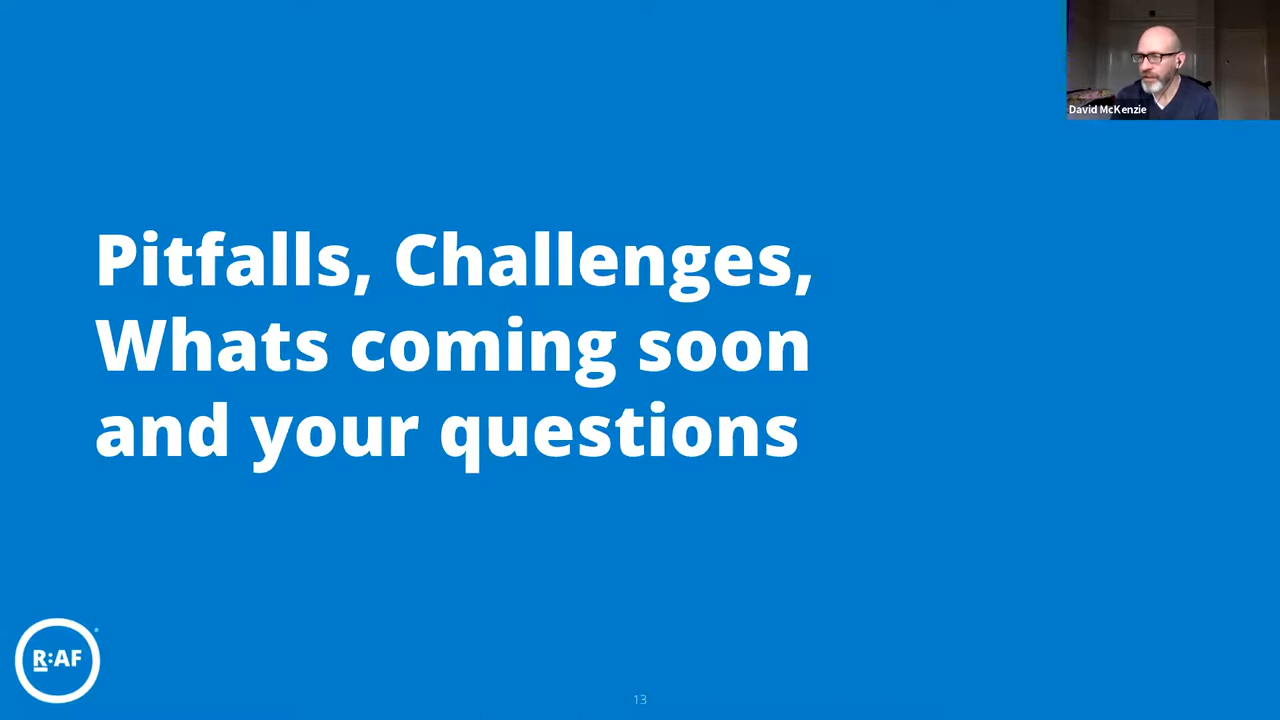 David McKenzie
Pitfalls, Challenges,
Whats coming soon
and your questions
R:AF
13